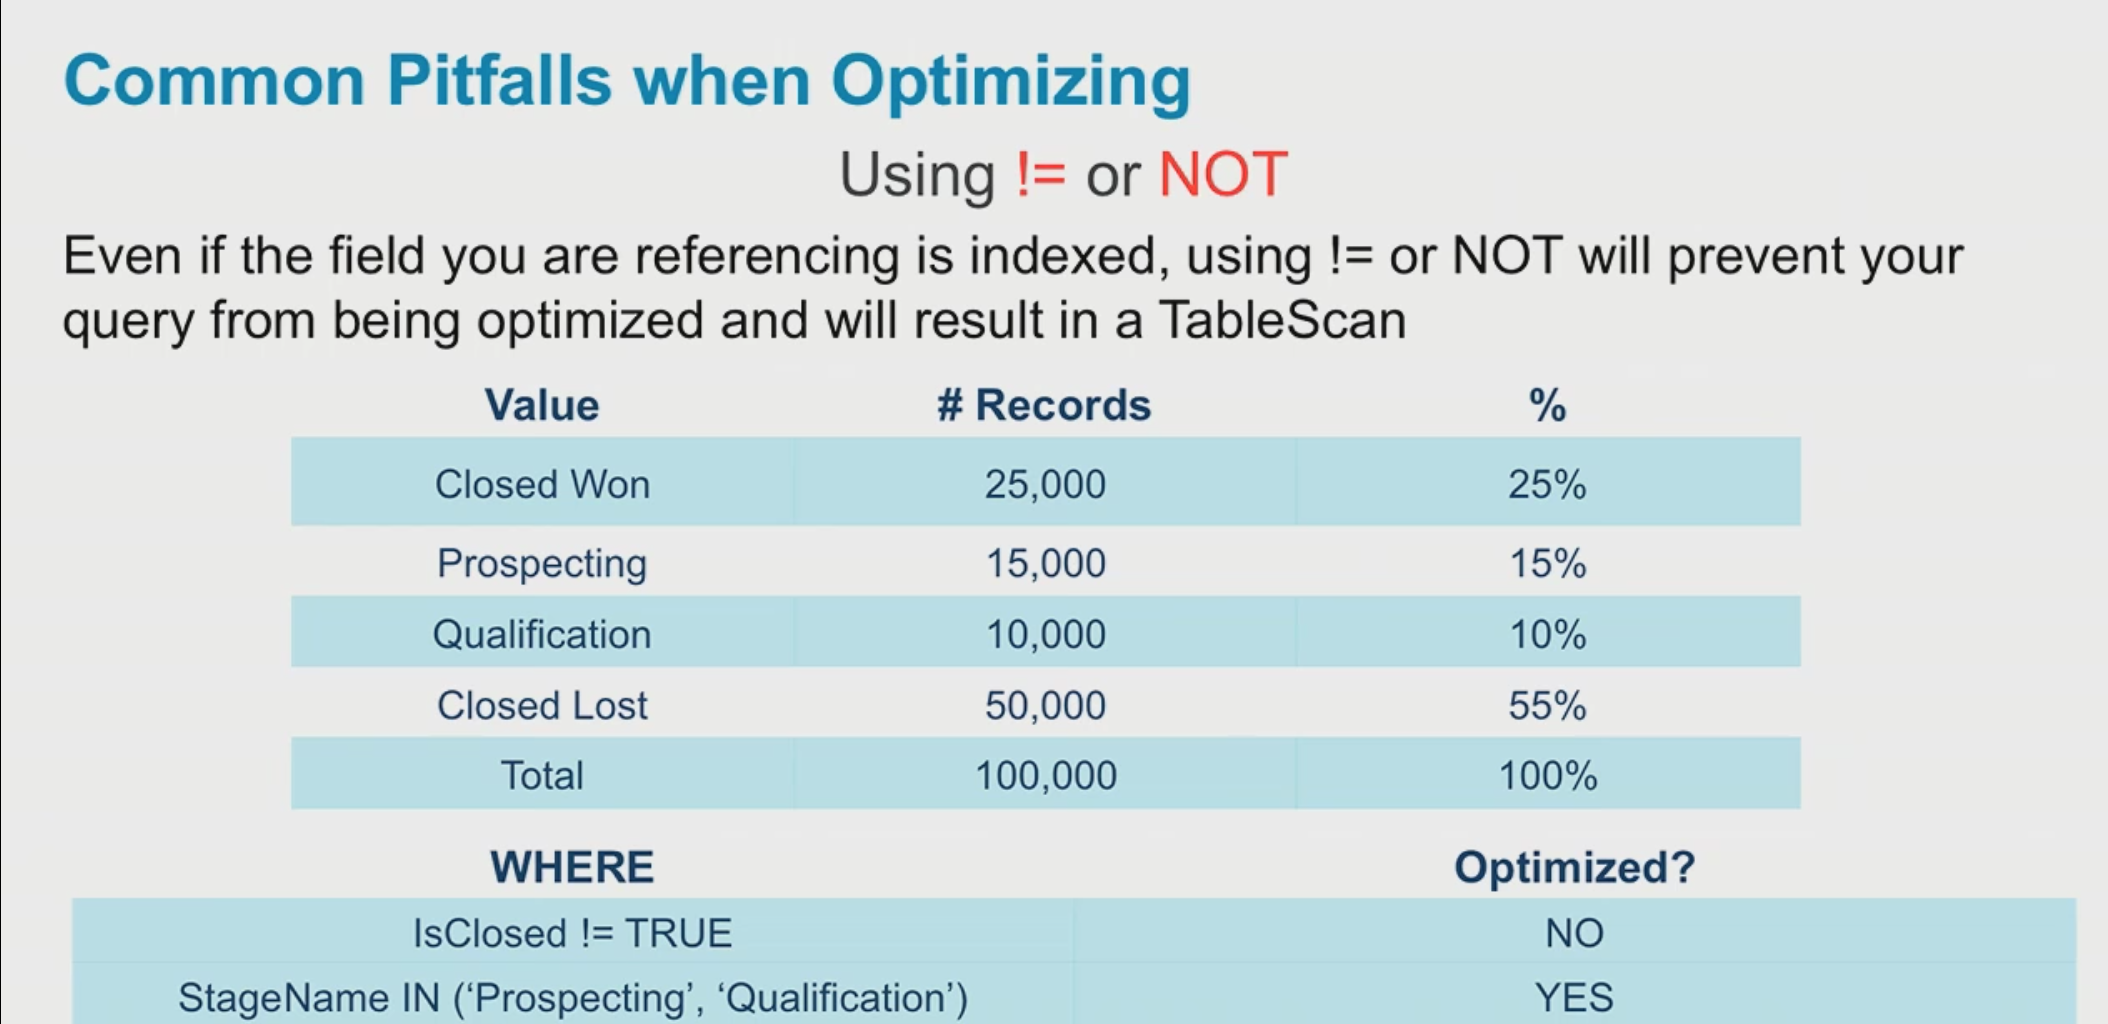 Common Pitfalls when Optimizing
Using != or NOT
Even if the field you are referencing is indexed, using != or NOT will prevent your
query from being optimized and will result in a TableScan
Value # Records %
Closed Won 25,000 25%
Prospecting 15,000 15%
Qualification 10,000 10%
Closed Lost 50,000 55%
Total 100,000 100%
WHERE Optimized?
IsClosed != TRUE NO
StageName IN (‘Prospecting’, ‘Qualification’) YES